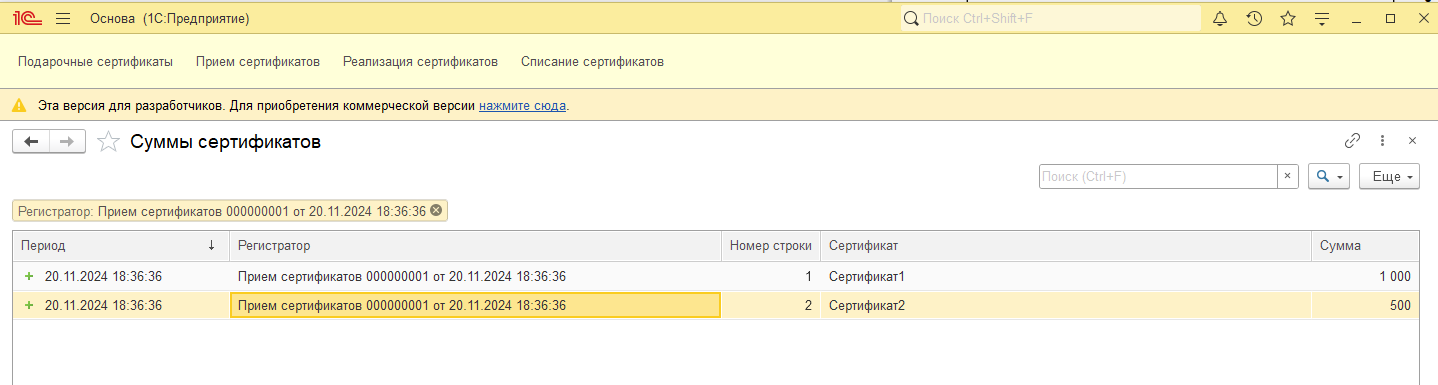 1С Основа (1С:Предприятие) Поиск Ctrl+Shift+F
Подарочные сертификаты Прием сертификатов Реализация сертификатов Списание сертификатов
Эта версия для разработчиков. Для приобретения коммерческой версии нажмите сюда.
Суммы сертификатов
Поиск (Ctrl+F) × Еще
Регистратор: Прием сертификатов 000000001 от 20.11.2024 18:36:36
Период ↓ Регистратор Номер строки Сертификат Сумма
20.11.2024 18:36:36 Прием сертификатов 000000001 от 20.11.2024 18:36:36 1 Сертификат1 1 000
20.11.2024 18:36:36 Прием сертификатов 000000001 от 20.11.2024 18:36:36 2 Сертификат2 500